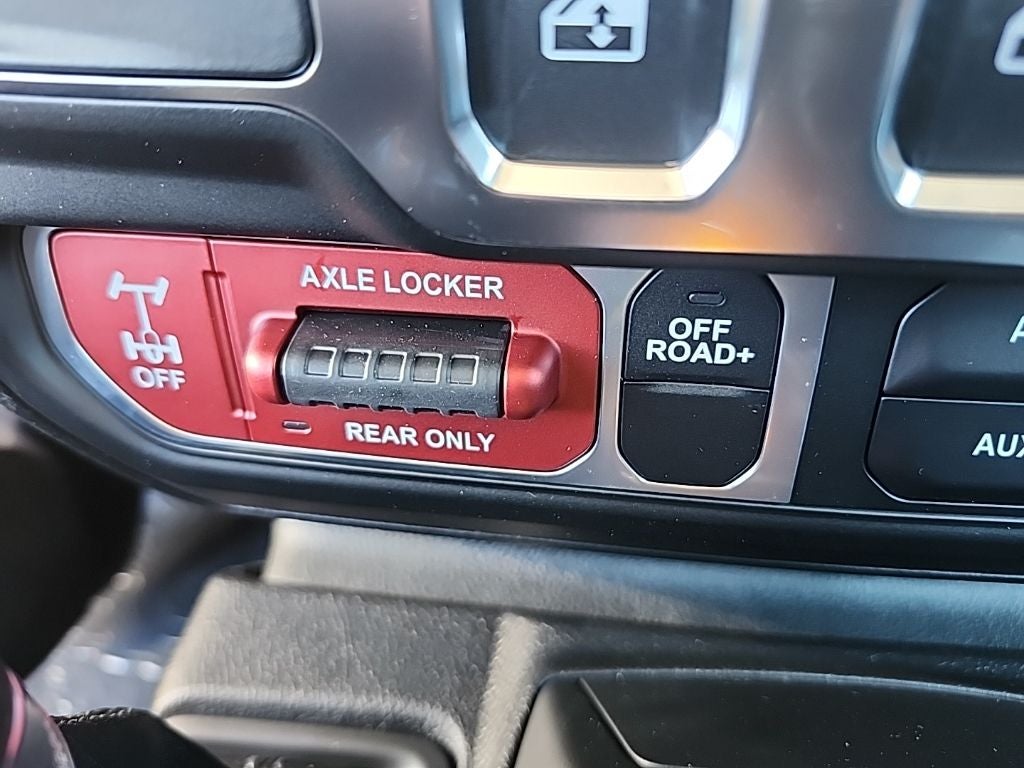 AXLE LOCKER
OFF
REAR ONLY
OFF
ROAD+
AUX